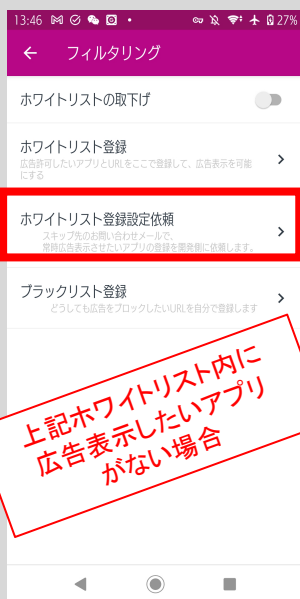 13:46
27%
フィルタリング
ホワイトリストの取下げ
ホワイトリスト登録
広告許可したいアプリとURLをここで登録して、広告表示を可能
にする
ホワイトリスト登録設定依頼
スキップ先のお問い合わせメールで、
常時広告表示させたいアプリの登録を開発側に依頼します。
ブラックリスト登録
どうしても広告をブロックしたいURLを自分で登録します
上記ホワイトリスト内に
広告表示したいアプリ
がない場合